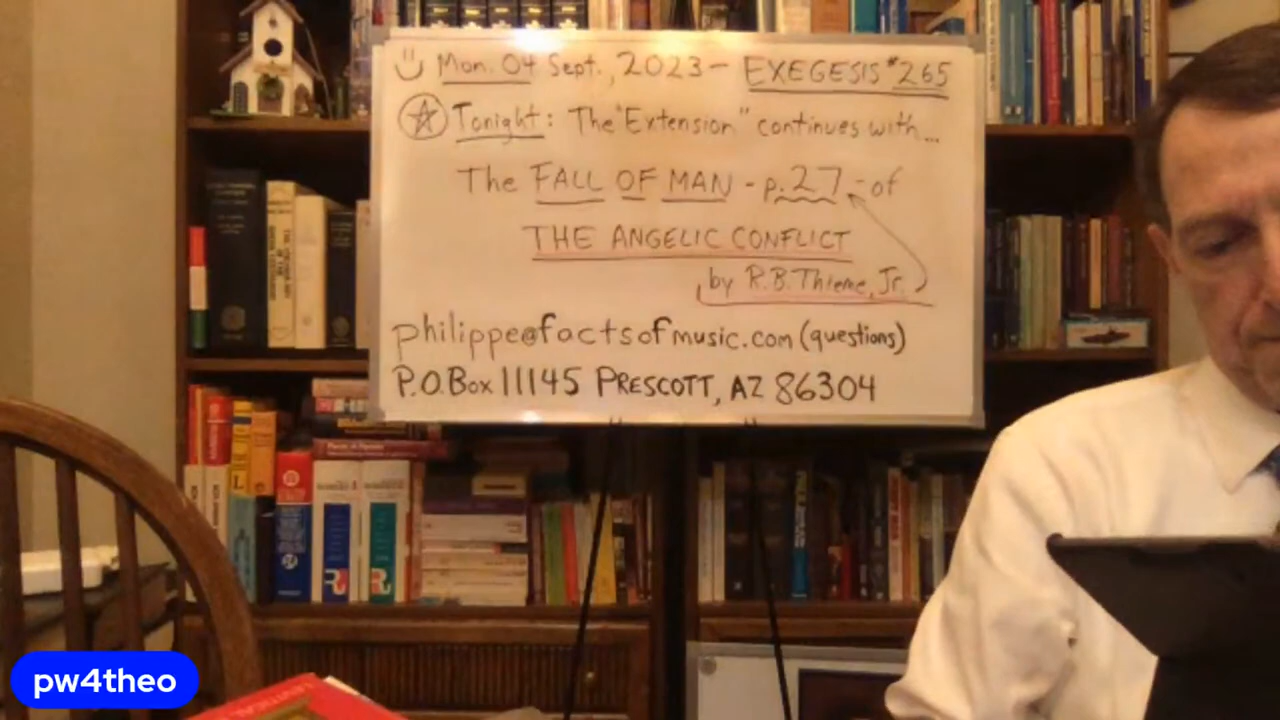 Mon. 04 Sept., 2023 - EXEGESIS #265
Tonight: The "Extension" continues with...
The FALL OF MAN - p.27 - of
THE ANGELIC CONFLICT
by R.B. Thieme, Jr.
philippe@factsofmusic.com (questions)
P.O. Box 11145 PRESCOTT, AZ 86304
pw4theo